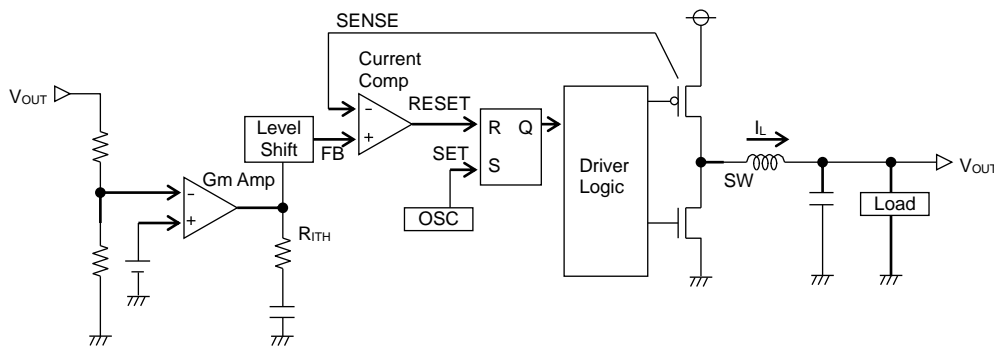 SENSE
Current
Comp
VOUT
RESET
Level
Shift
FB
R Q
SET
S
IL
Driver
Logic
SW
VOUT
Gm Amp
-
+
-
+
OSC
Load
RITH